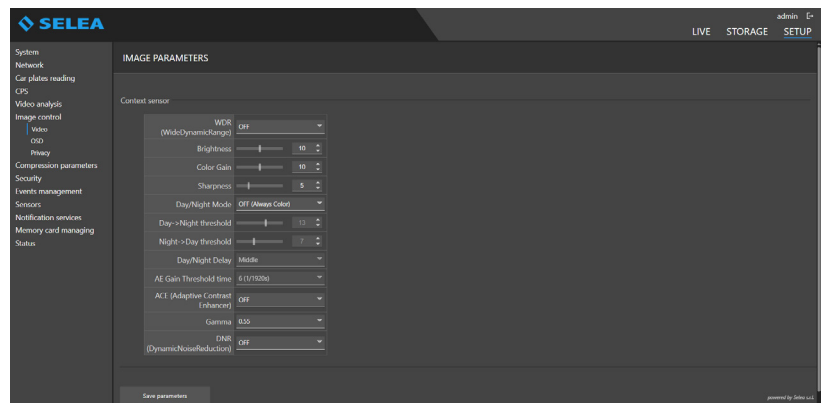 SELEA
admin
LIVE STORAGE SETUP
System
Network
Car plates reading
CPS
Video analysis
Image control
Video
OSD
Privacy
Compression parameters
Security
Events management
Sensors
Notification services
Memory card managing
Status
IMAGE PARAMETERS
Context sensor
WDR
(WideDynamicRange)
OFF
Brightness 10
Color Gain 10
Sharpness 5
Day/Night Mode OFF (Always Color)
Day->Night threshold 13
Night->Day threshold 7
Day/Night Delay Middle
AE Gain Threshold time 6 (1/1920s)
ACE (Adaptive Contrast
Enhancer)
OFF
Gamma 0.55
DNR
(DynamicNoiseReduction)
OFF
Save parameters
powered by Selea s.r.l.